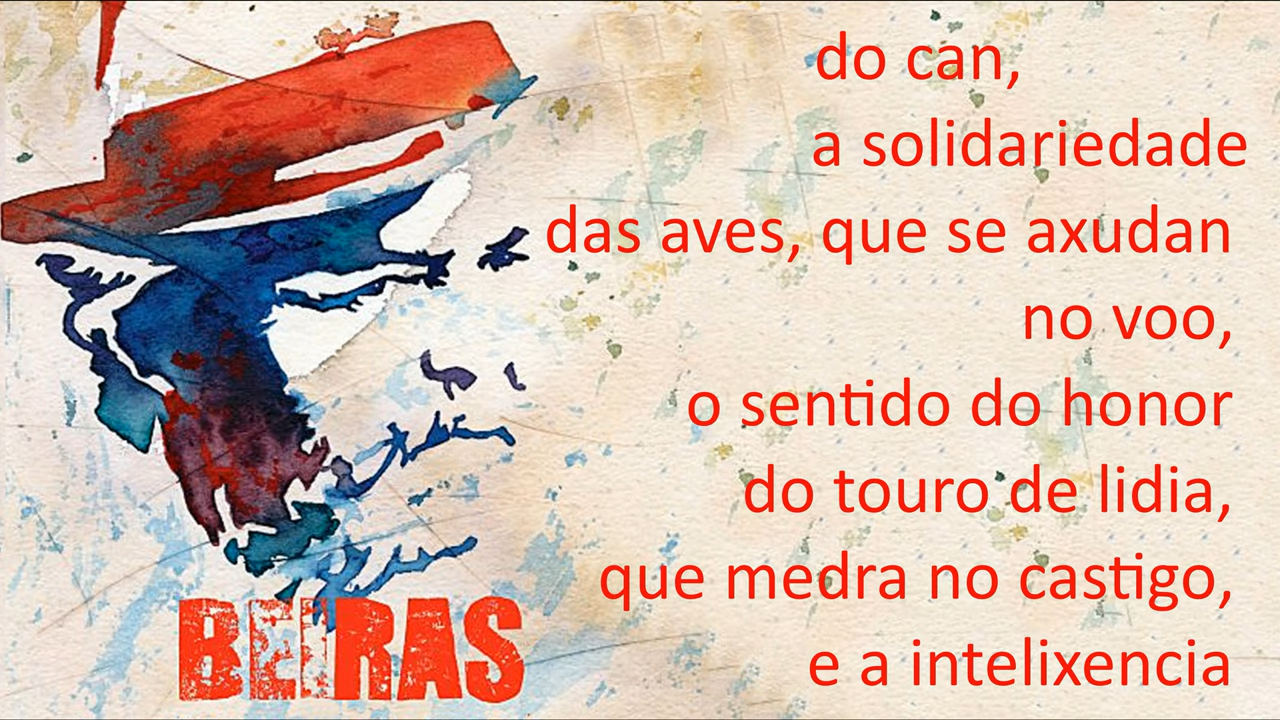 do can,
a solidariedade
das aves, que se axudan
no voo,
o sentido do honor
do touro de lidia,
que medra no castigo,
e a intelixencia
BEIRAS